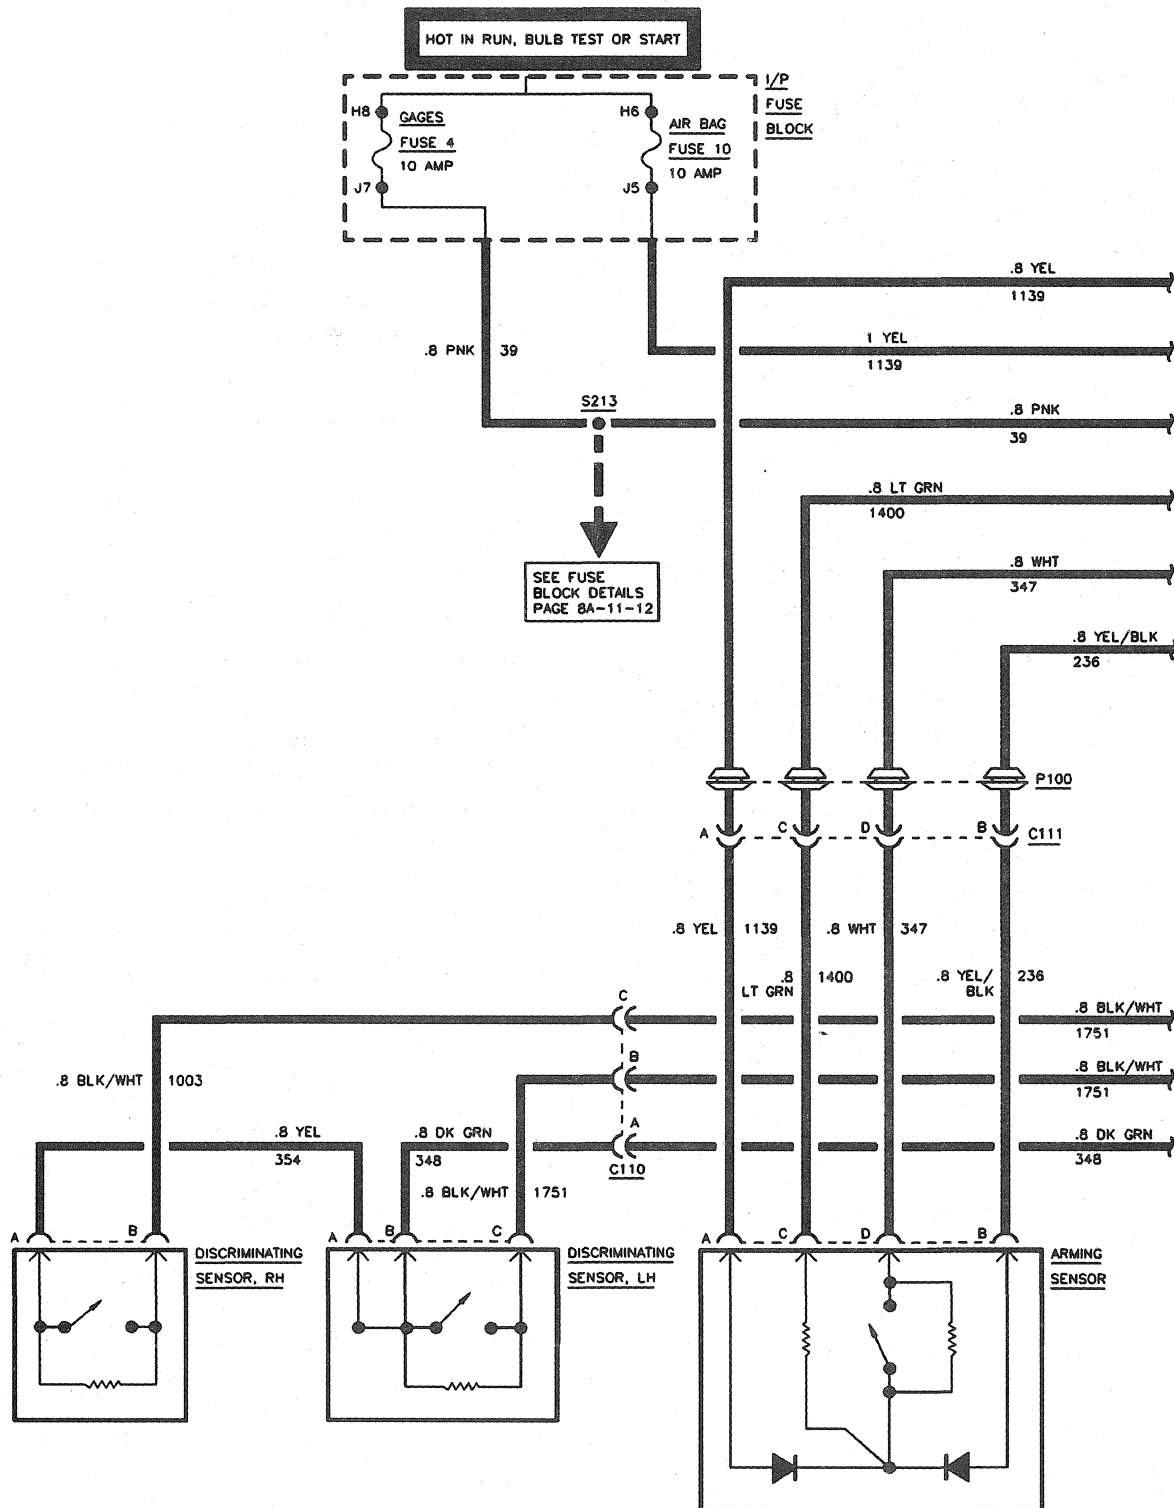 HOT IN RUN, BULB TEST OR START
I/P
FUSE
BLOCK
H8
GAGES
FUSE 4
10 AMP
J7
H6
AIR BAG
FUSE 10
10 AMP
J5
.8 YEL
1139
1 YEL
1139
.8 PNK 39
S213
.8 PNK
39
.8 LT GRN
1400
SEE FUSE
BLOCK DETAILS
PAGE 8A-11-12
.8 WHT
347
.8 YEL/BLK
236
P100
A C D B C111
.8 YEL 1139
.8 WHT 347
.8
LT GRN
1400
.8 YEL/
BLK
236
C
.8 BLK/WHT
1751
B
.8 BLK/WHT
1751
.8 BLK/WHT 1003
A
.8 YEL
354
.8 DK GRN
348
C110
.8 DK GRN
348
.8 BLK/WHT 1751
A B
DISCRIMINATING
SENSOR, RH
A B C
DISCRIMINATING
SENSOR, LH
A C D B
ARMING
SENSOR